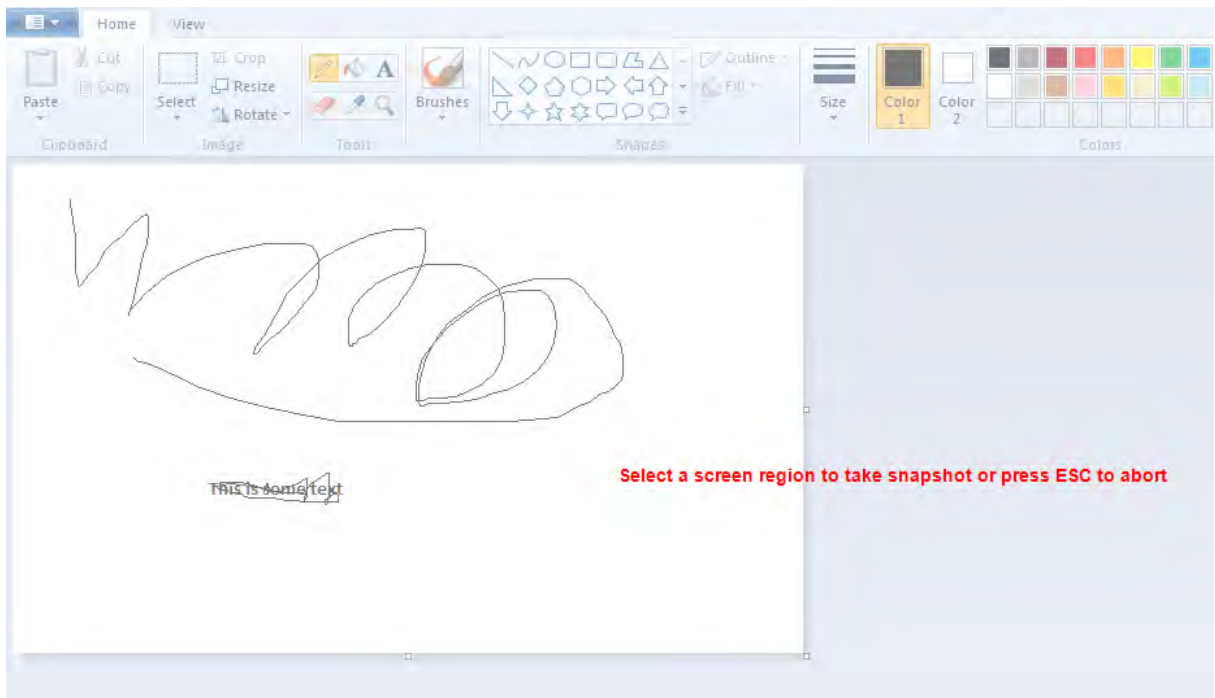 Home View
Cut
Copy
Paste
Clipboard
Crop
Resize
Rotate
Select
Image
A
Tools
Brushes
Outline
Fill
Shapes
Size
Color 1
Color 2
Colors
This is some text
Select a screen region to take snapshot or press ESC to abort